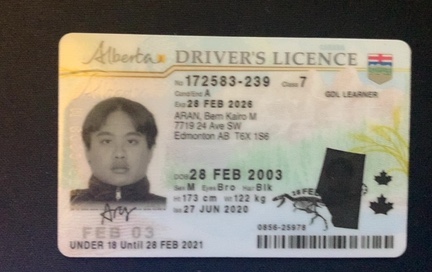 Alberta DRIVER'S LICENCE
No 172583-239 Class 7
Cond/End A GDL LEARNER
Exp 28 FEB 2026
ARAN, Bern Kairo M
7719 24 Ave SW
Edmonton AB T6X 1S6
DOB 28 FEB 2003
Sex M Eyes Bro Hair Blk
Ht 173 cm Wt 122 kg
Iss 27 JUN 2020
28 FEB
FEB 03
0856-25978
UNDER 18 Until 28 FEB 2021